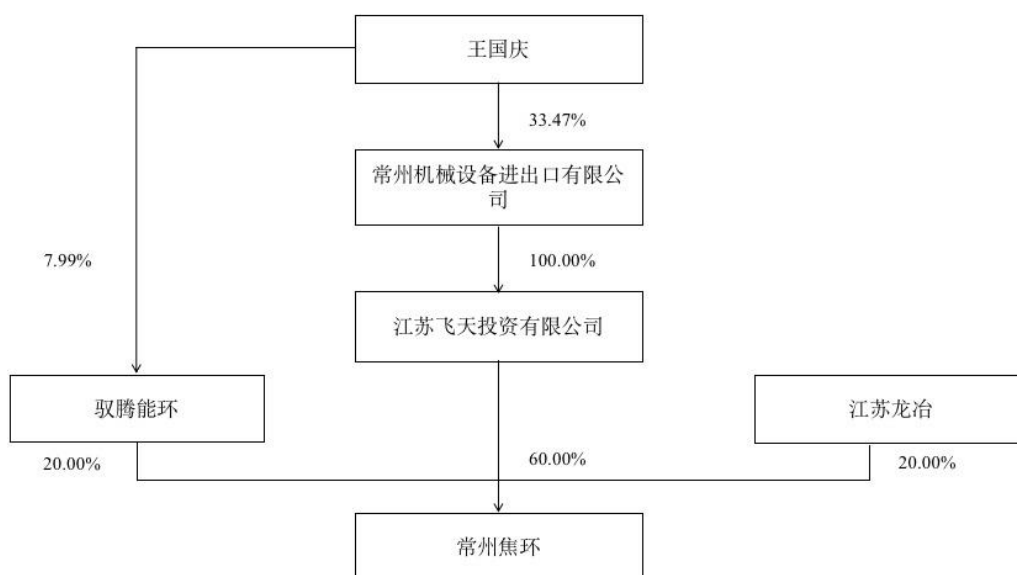 王国庆
33.47%
常州机械设备进出口有限公
司
7.99%
100.00%
江苏飞天投资有限公司
驭腾能环
江苏龙冶
20.00%
60.00%
20.00%
常州焦环